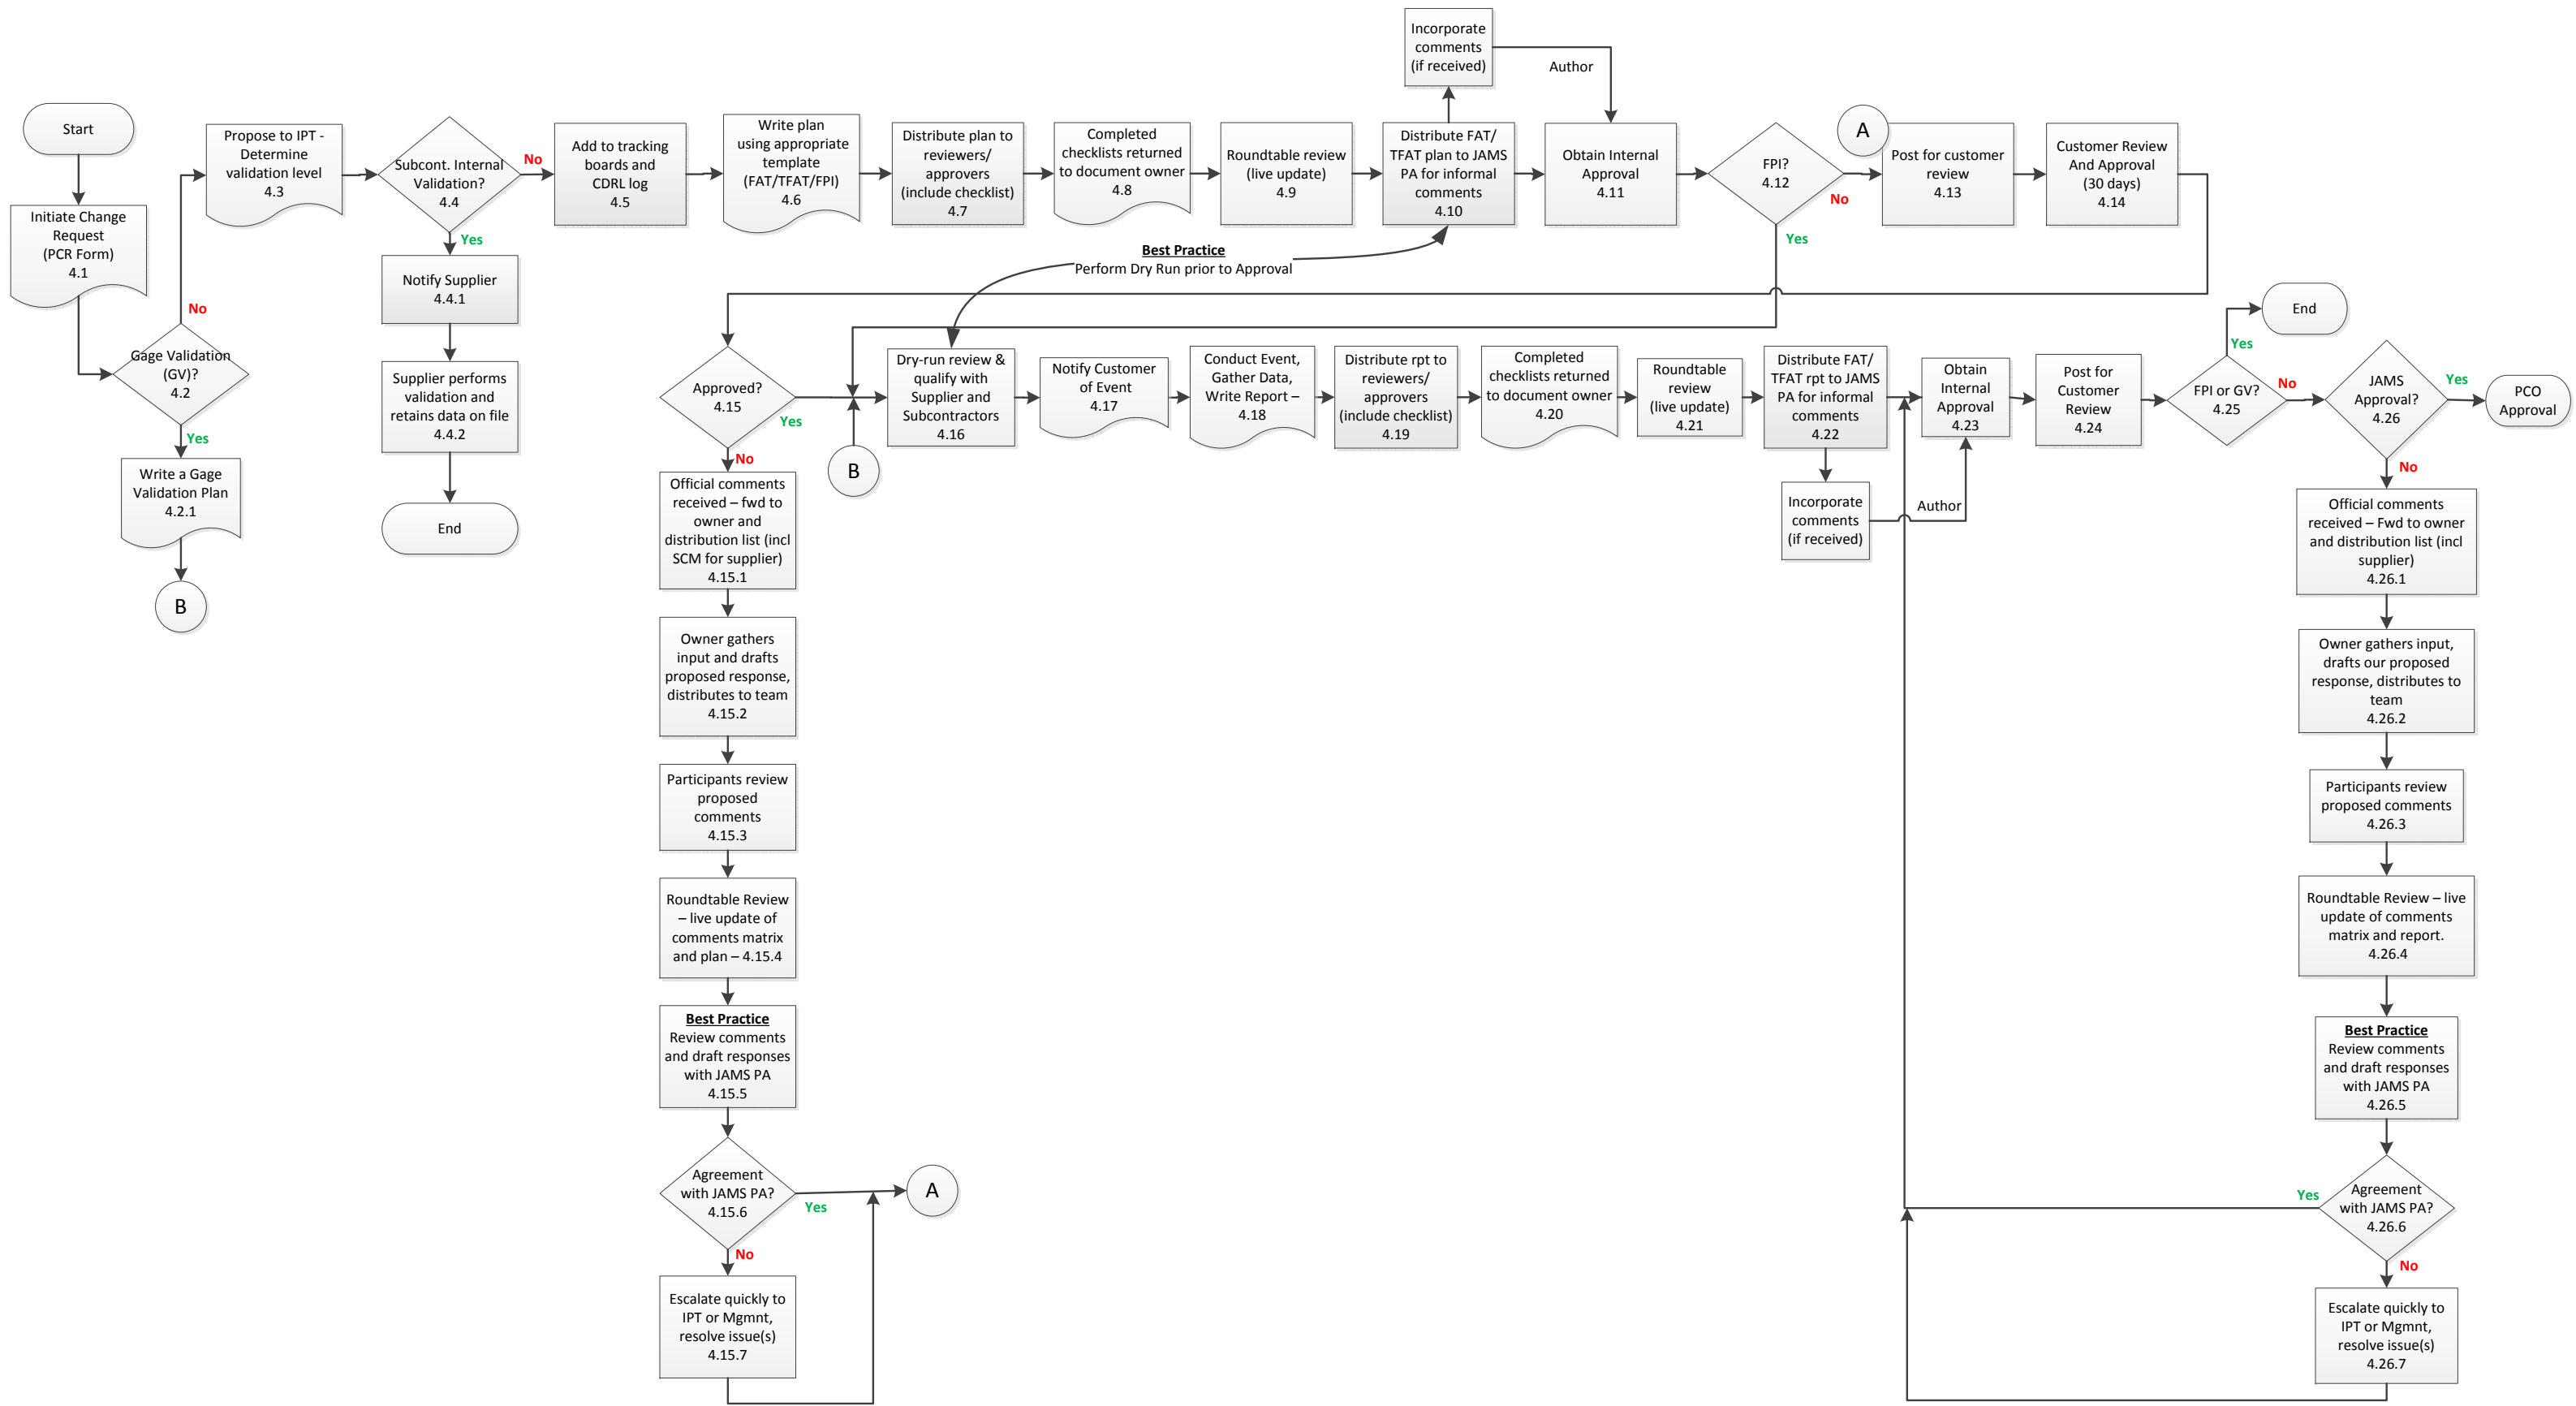 Start
Initiate Change
Request
(PCR Form)
4.1
Gage Validation
(GV)?
4.2
No
Yes
Write a Gage
Validation Plan
4.2.1
B
Propose to IPT -
Determine
validation level
4.3
Subcont. Internal
Validation?
4.4
No
Yes
Notify Supplier
4.4.1
Supplier performs
validation and
retains data on file
4.4.2
End
Add to tracking
boards and
CDRL log
4.5
Write plan
using appropriate
template
(FAT/TFAT/FPI)
4.6
Distribute plan to
reviewers/
approvers
(include checklist)
4.7
Completed
checklists returned
to document owner
4.8
Roundtable review
(live update)
4.9
Distribute FAT/
TFAT plan to JAMS
PA for informal
comments
4.10
Incorporate
comments
(if received)
Author
Obtain Internal
Approval
4.11
FPI?
4.12
No
Yes
A
Post for customer
review
4.13
Customer Review
And Approval
(30 days)
4.14
Best Practice
Perform Dry Run prior to Approval
Approved?
4.15
Yes
No
B
Dry-run review &
qualify with
Supplier and
Subcontractors
4.16
Notify Customer
of Event
4.17
Conduct Event,
Gather Data,
Write Report –
4.18
Distribute rpt to
reviewers/
approvers
(include checklist)
4.19
Completed
checklists returned
to document owner
4.20
Roundtable
review
(live update)
4.21
Distribute FAT/
TFAT rpt to JAMS
PA for informal
comments
4.22
Incorporate
comments
(if received)
Author
Obtain
Internal
Approval
4.23
Post for
Customer
Review
4.24
FPI or GV?
4.25
Yes
End
No
JAMS
Approval?
4.26
Yes
PCO
Approval
No
Official comments
received – fwd to
owner and
distribution list (incl
SCM for supplier)
4.15.1
Owner gathers
input and drafts
proposed response,
distributes to team
4.15.2
Participants review
proposed
comments
4.15.3
Roundtable Review
– live update of
comments matrix
and plan – 4.15.4
Best Practice
Review comments
and draft responses
with JAMS PA
4.15.5
Agreement
with JAMS PA?
4.15.6
Yes
A
No
Escalate quickly to
IPT or Mgmnt,
resolve issue(s)
4.15.7
Official comments
received – Fwd to owner
and distribution list (incl
supplier)
4.26.1
Owner gathers input,
drafts our proposed
response, distributes to
team
4.26.2
Participants review
proposed comments
4.26.3
Roundtable Review – live
update of comments
matrix and report.
4.26.4
Best Practice
Review comments
and draft responses
with JAMS PA
4.26.5
Agreement
with JAMS PA?
4.26.6
Yes
No
Escalate quickly to
IPT or Mgmnt,
resolve issue(s)
4.26.7